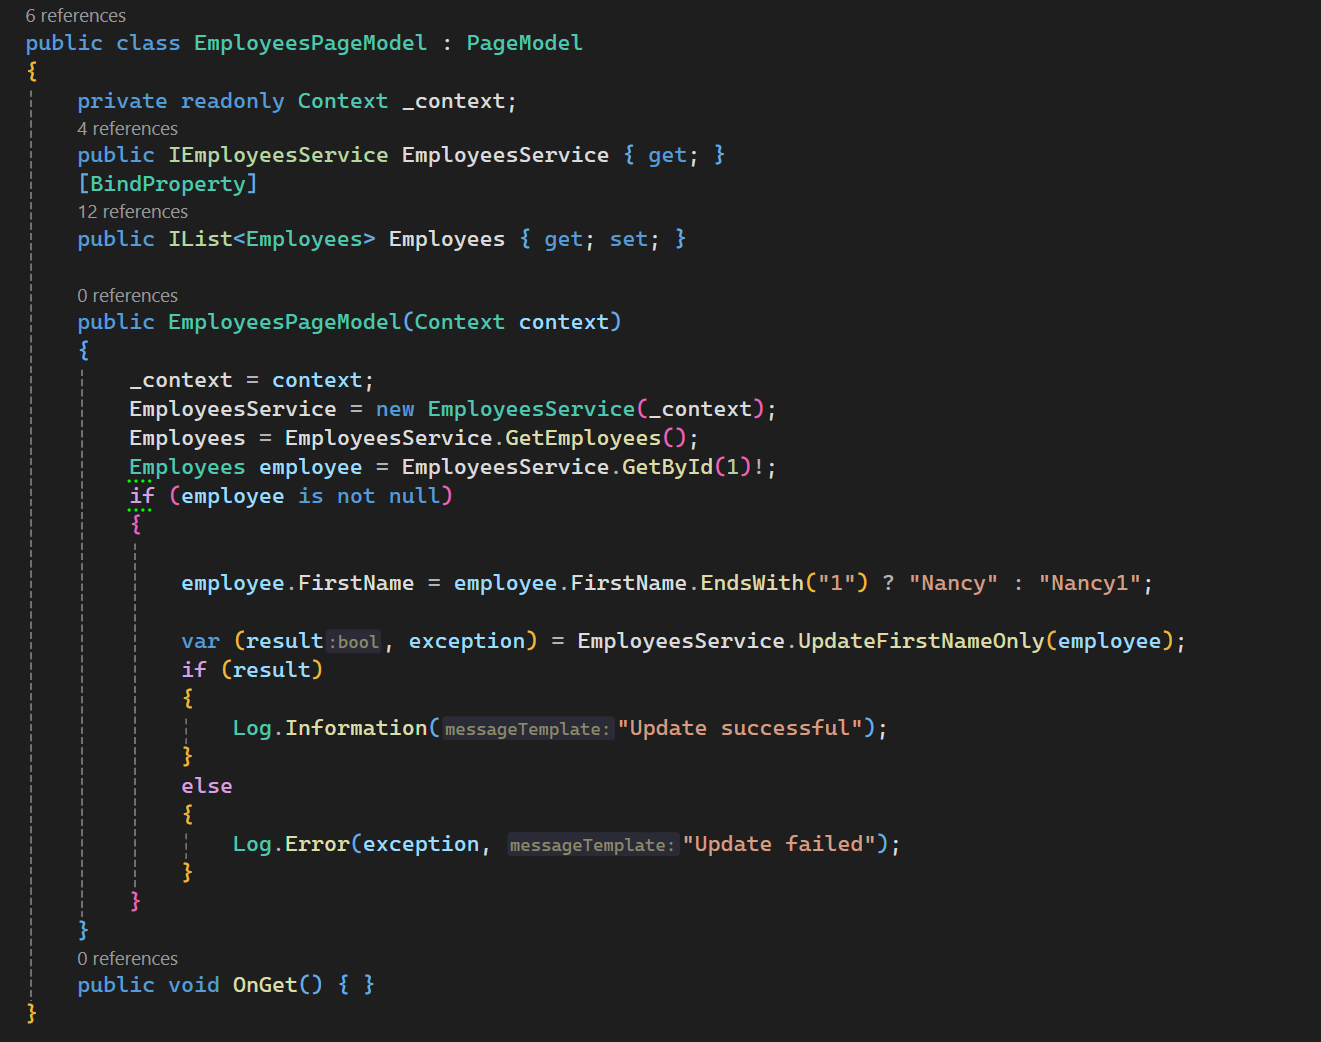 6 references
public class EmployeesPageModel : PageModel
{
private readonly Context _context;
4 references
public IEmployeesService EmployeesService { get; }
[BindProperty]
12 references
public IList<Employees> Employees { get; set; }
0 references
public EmployeesPageModel(Context context)
{
_context = context;
EmployeesService = new EmployeesService(_context);
Employees = EmployeesService.GetEmployees();
Employees employee = EmployeesService.GetById(1)!;
if (employee is not null)
{
employee.FirstName = employee.FirstName.EndsWith("1") ? "Nancy" : "Nancy1";
var (result:bool, exception) = EmployeesService.UpdateFirstNameOnly(employee);
if (result)
{
Log.Information(messageTemplate:"Update successful");
}
else
{
Log.Error(exception, messageTemplate:"Update failed");
}
}
}
0 references
public void OnGet() { }
}